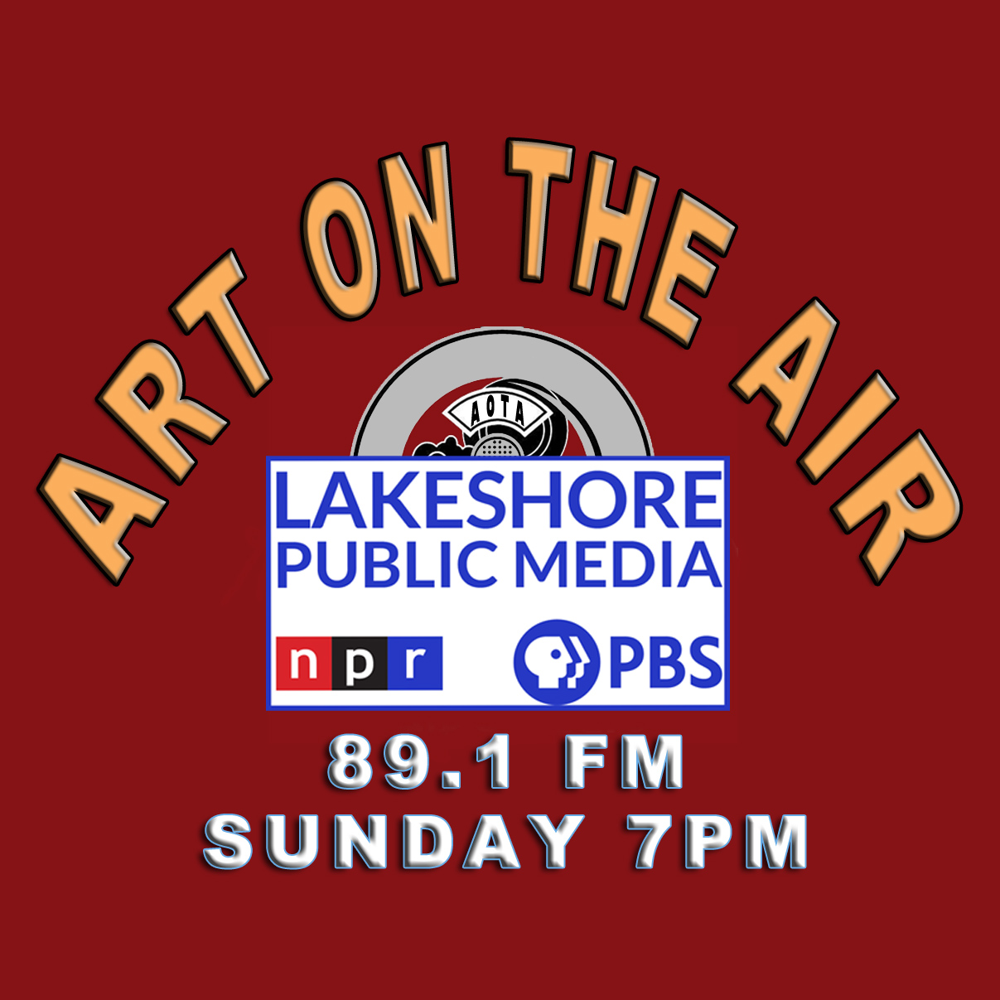 ART ON THE AIR
AOTA
LAKESHORE
PUBLIC MEDIA
npr PBS
89.1 FM
SUNDAY 7PM